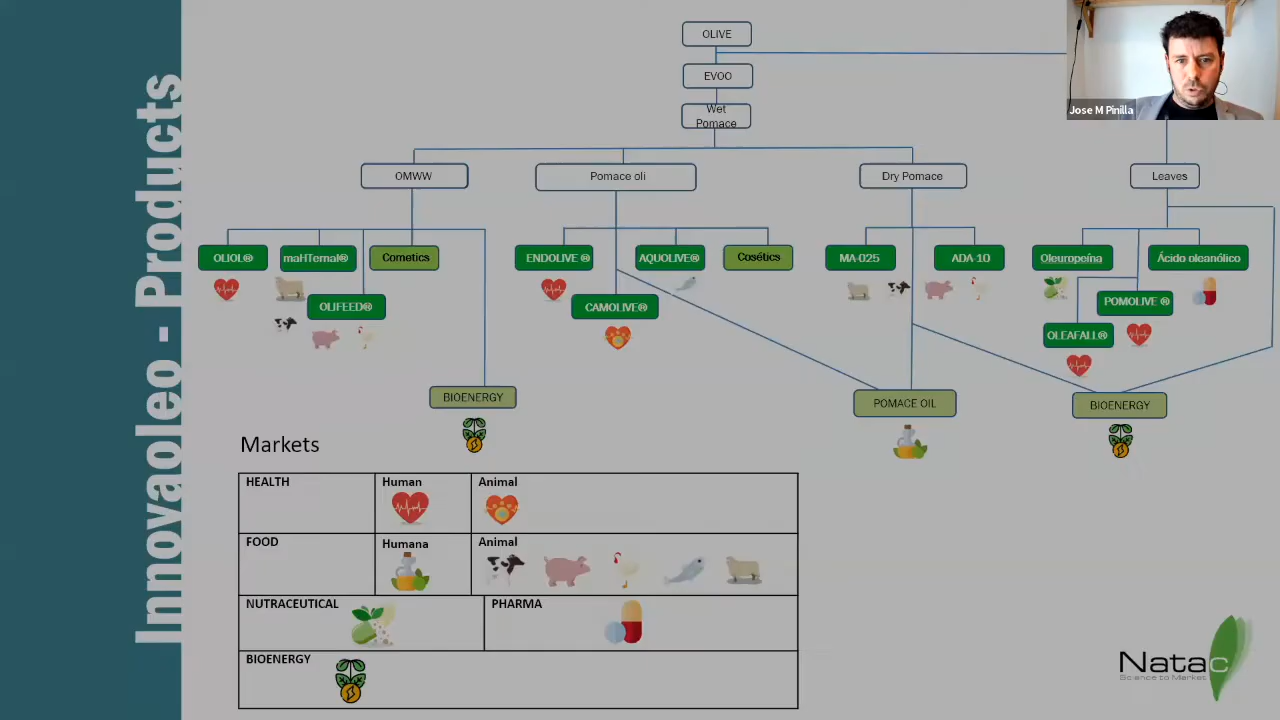 Innovaoleo - Products
OLIVE
EVOO
Wet
Pomace
Jose M Pinilla
OMWW
Pomace oli
Dry Pomace
Leaves
OLIOL®
maHTernal®
Cometics
ENDOLIVE ®
AQUOLIVE®
Cosétics
MA-025
ADA-10
Oleuropeína
Ácido oleanólico
OLIFEED®
CAMOLIVE®
POMOLIVE ®
OLEAFALL®
BIOENERGY
POMACE OIL
BIOENERGY
Markets
HEALTH
Human
Animal
FOOD
Humana
Animal
NUTRACEUTICAL
PHARMA
BIOENERGY
Natac
Science to Market